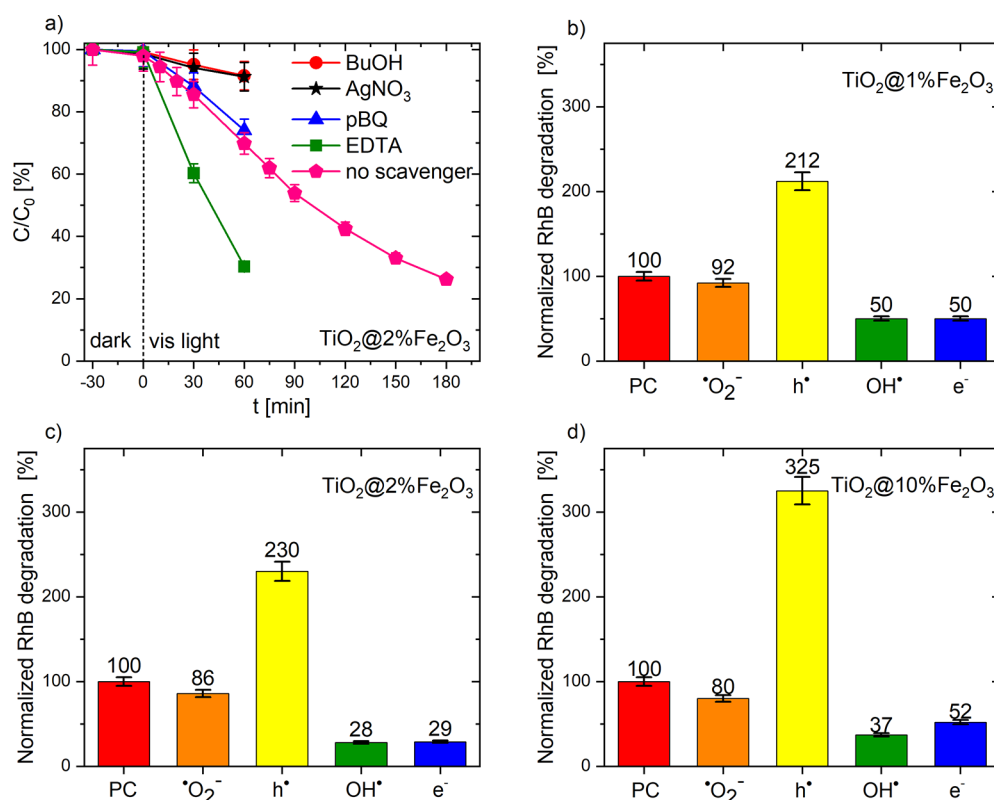 a)
C/C₀ [%]
100
80
60
40
20
0
BuOH
AgNO₃
pBQ
EDTA
no scavenger
dark
vis light
TiO₂@2%Fe₂O₃
-30 0 30 60 90 120 150 180
t [min]
b)
Normalized RhB degradation [%]
TiO₂@1%Fe₂O₃
300
200
100
0
100 92 212 50 50
PC •O₂⁻ h• OH• e⁻
c)
Normalized RhB degradation [%]
TiO₂@2%Fe₂O₃
300
200
100
0
100 86 230 28 29
PC •O₂⁻ h• OH• e⁻
d)
Normalized RhB degradation [%]
TiO₂@10%Fe₂O₃
300
200
100
0
100 80 325 37 52
PC •O₂⁻ h• OH• e⁻